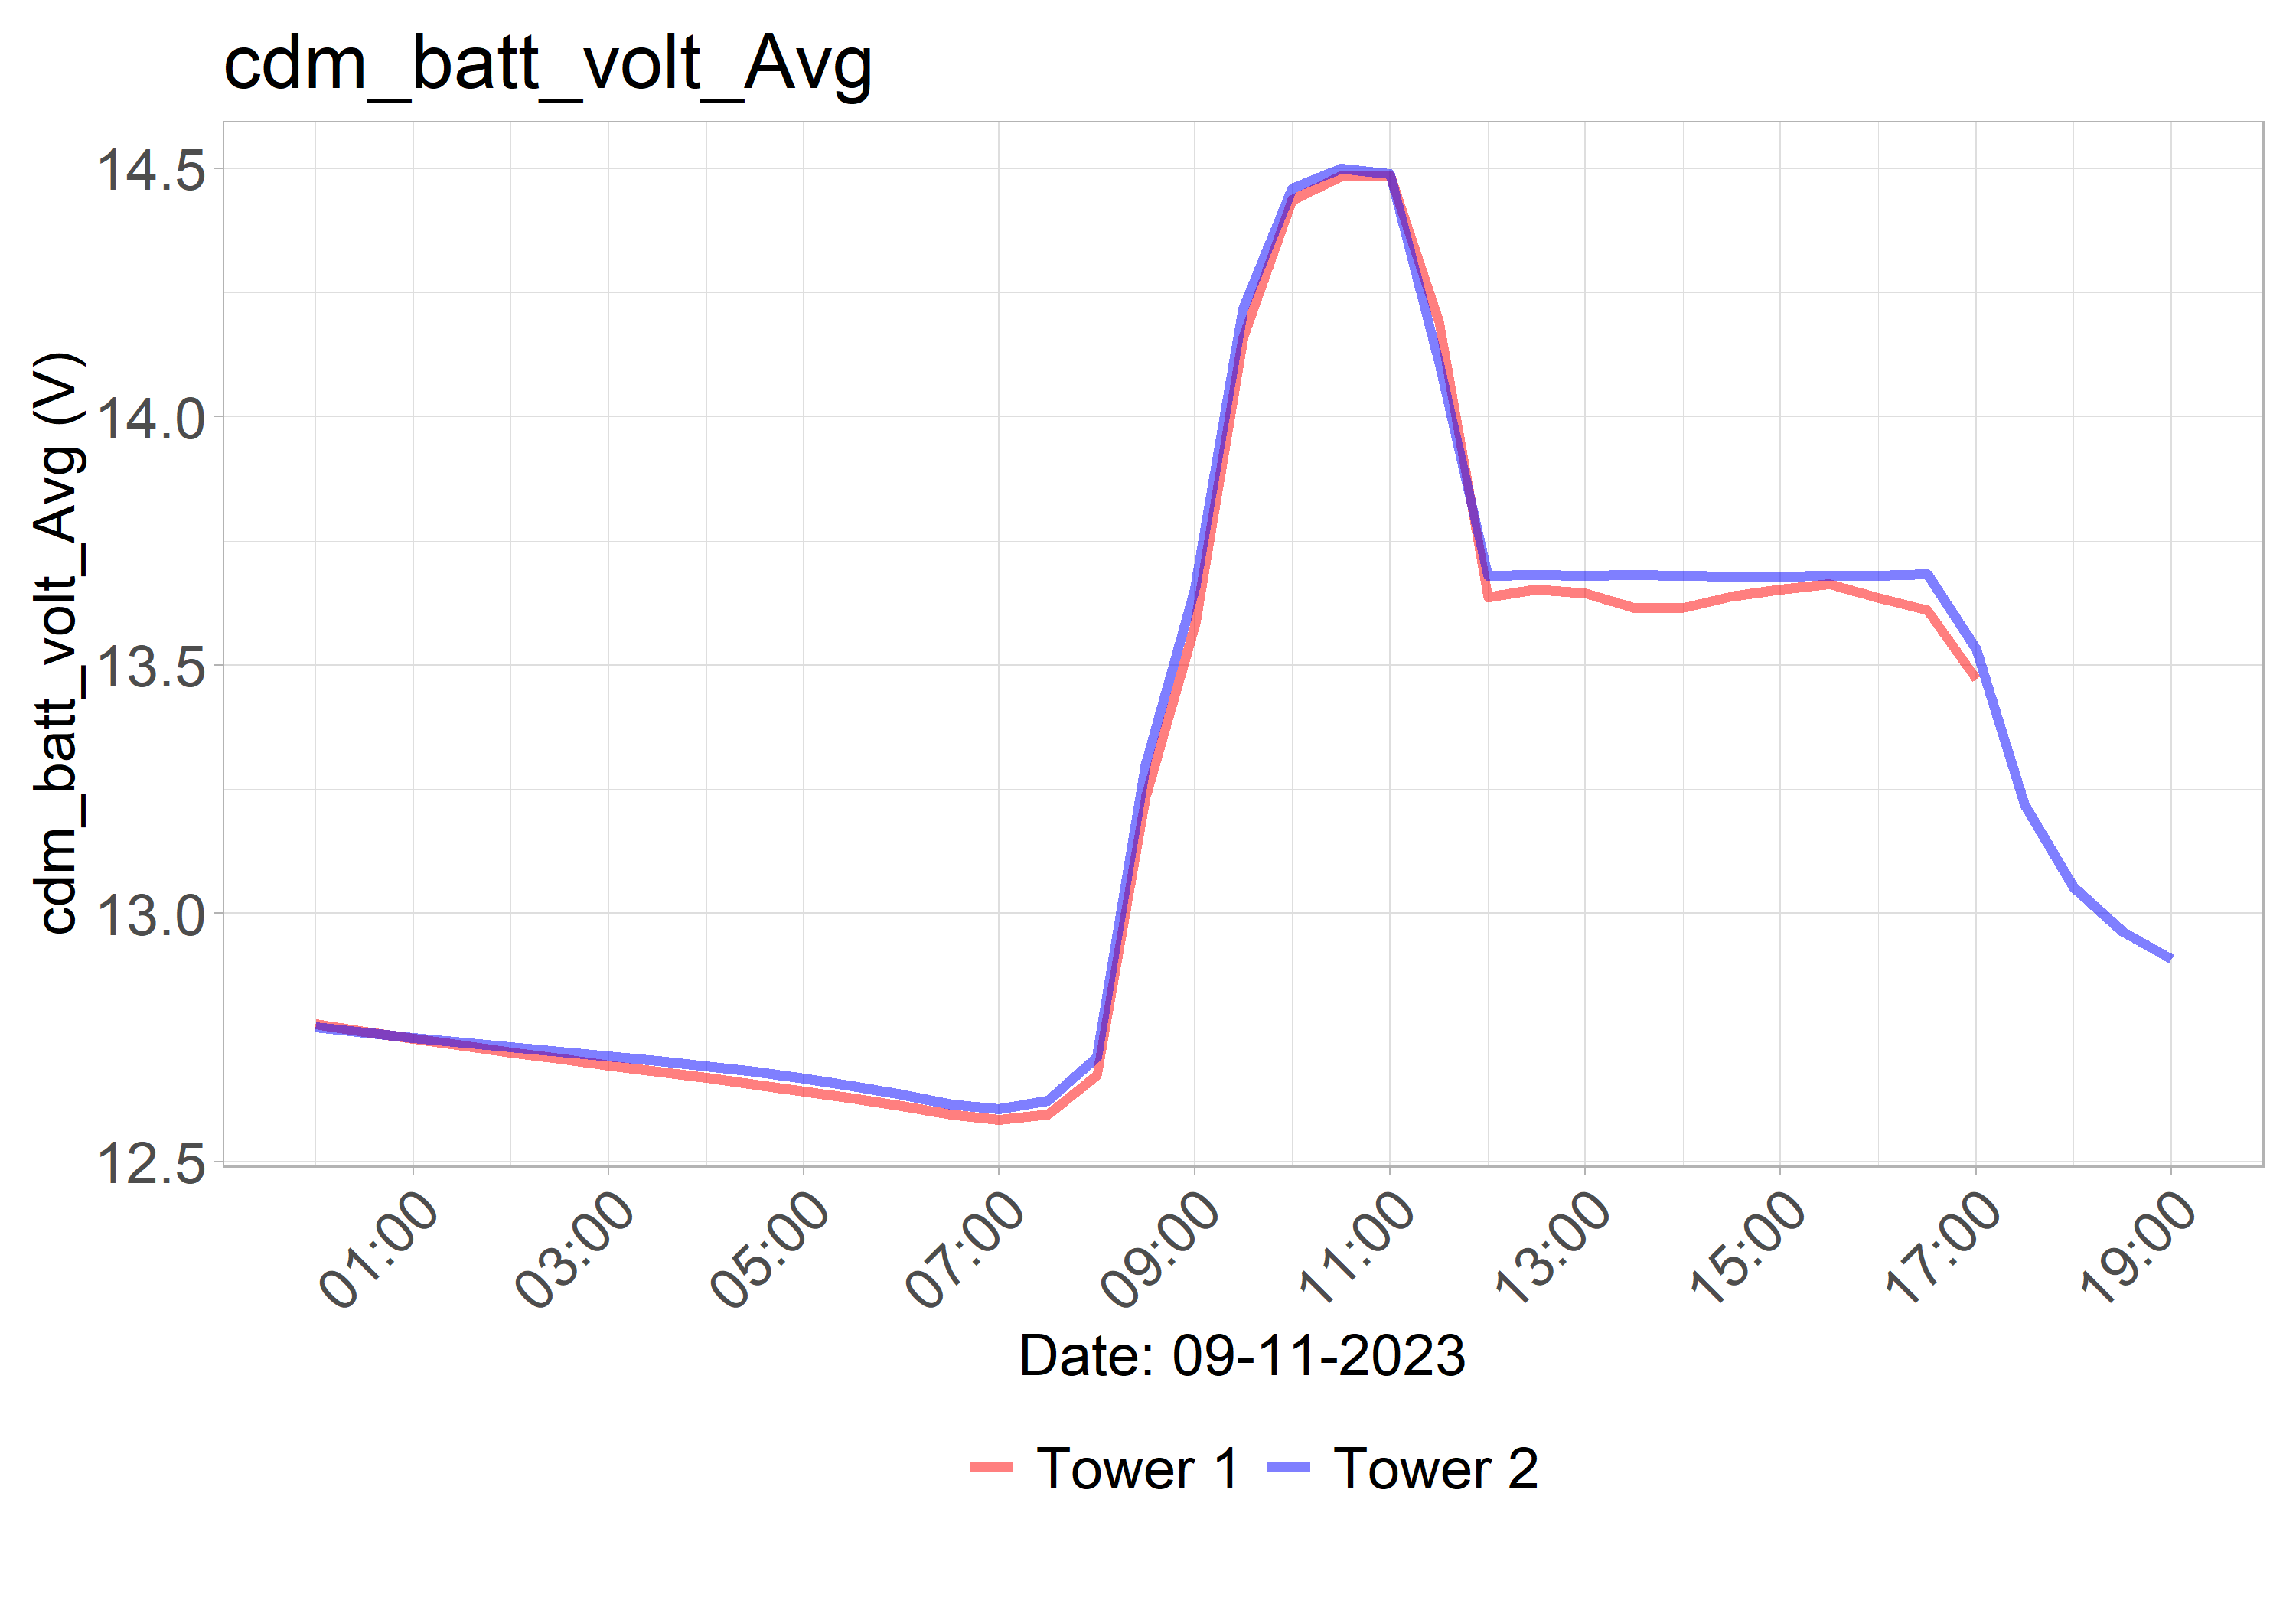 cdm_batt_volt_Avg
cdm_batt_volt_Avg (V)
14.5
14.0
13.5
13.0
12.5
01:00 03:00 05:00 07:00 09:00 11:00 13:00 15:00 17:00 19:00
Date: 09-11-2023
Tower 1 Tower 2